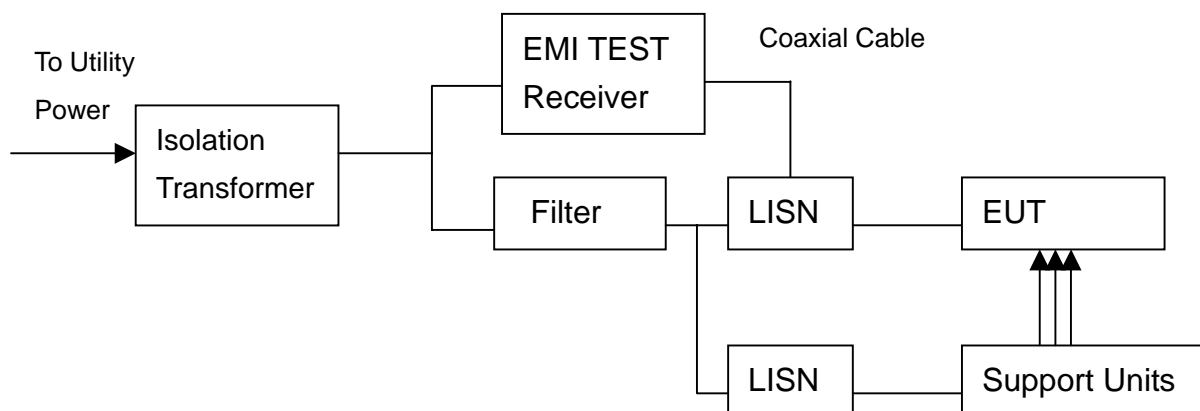 To Utility
Power
Isolation
Transformer
EMI TEST
Receiver
Coaxial Cable
Filter
LISN
EUT
LISN
Support Units